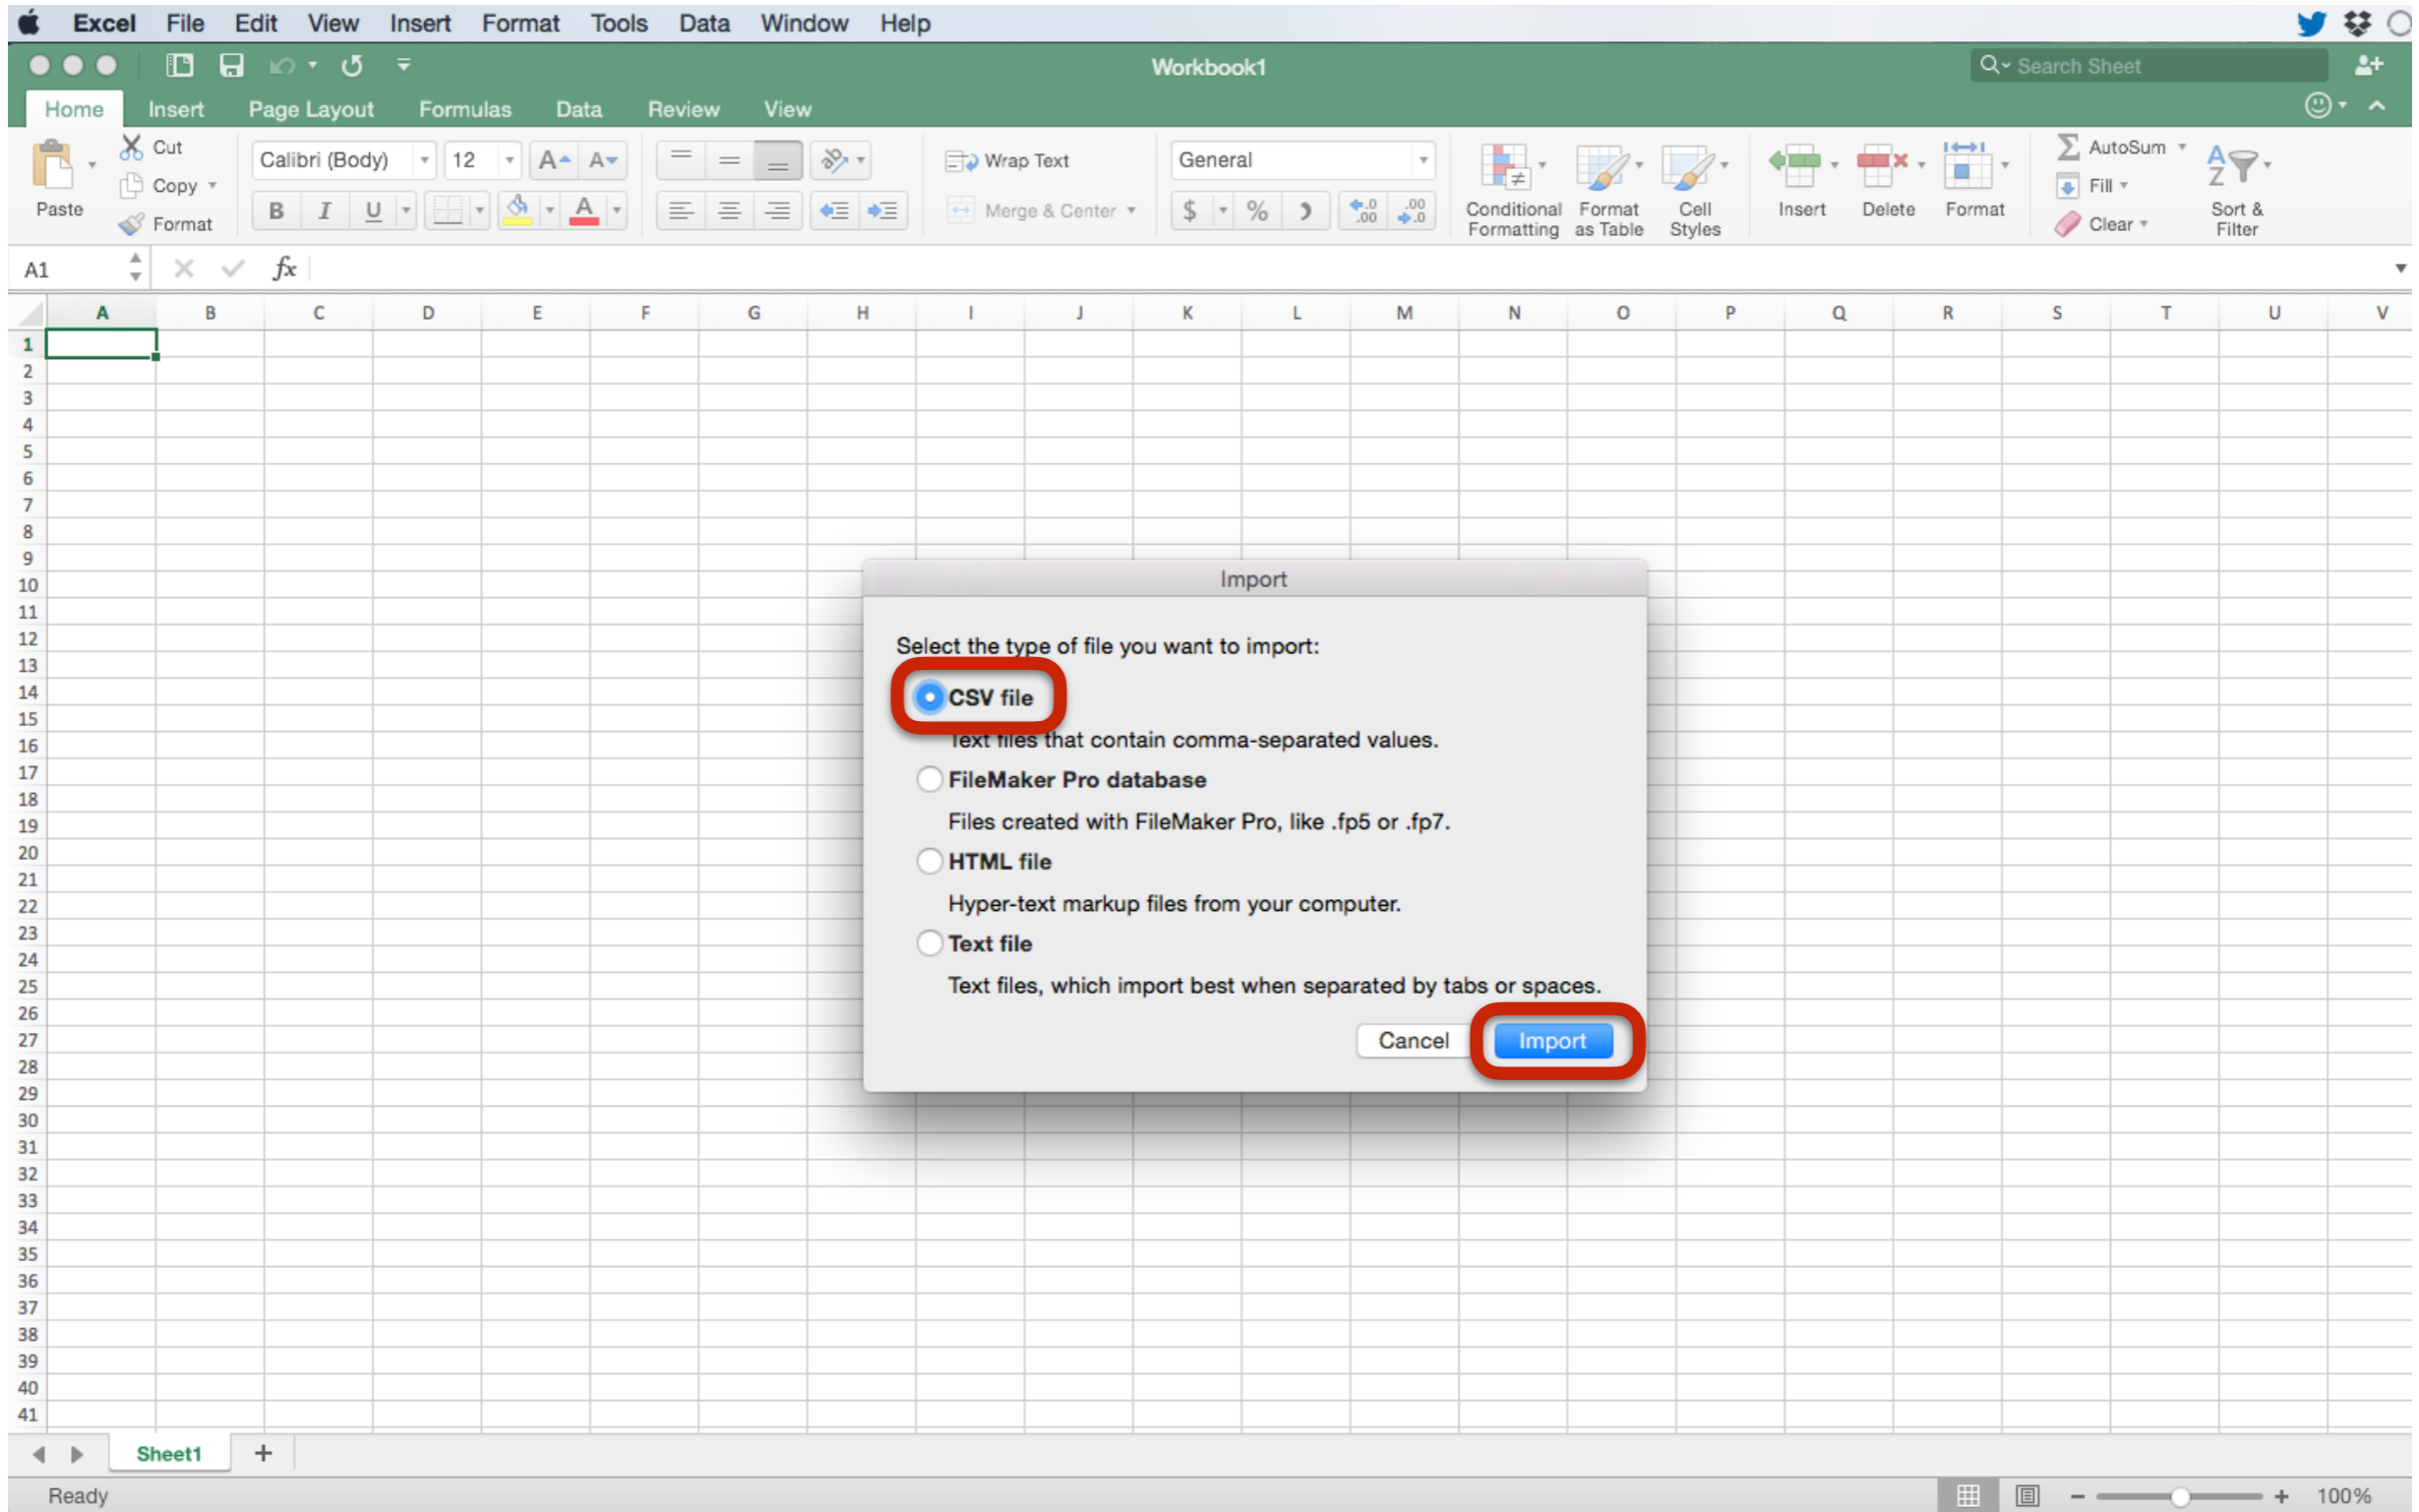 Excel File Edit View Insert Format Tools Data Window Help
Workbook1
Search Sheet
Home Insert Page Layout Formulas Data Review View
Paste
Cut
Copy
Format
Calibri (Body) 12 A A
B I U A
Wrap Text
Merge & Center
General
$ % .0 .00 .00 .0
Conditional Formatting
Format as Table
Cell Styles
Insert
Delete
Format
AutoSum
Fill
Clear
A Z
Sort & Filter
A1 fx
A B C D E F G H I J K L M N O P Q R S T U V
1
2
3
4
5
6
7
8
9
10
11
12
13
14
15
16
17
18
19
20
21
22
23
24
25
26
27
28
29
30
31
32
33
34
35
36
37
38
39
40
41
Import
Select the type of file you want to import:
CSV file
Text files that contain comma-separated values.
FileMaker Pro database
Files created with FileMaker Pro, like .fp5 or .fp7.
HTML file
Hyper-text markup files from your computer.
Text file
Text files, which import best when separated by tabs or spaces.
Cancel Import
Sheet1 +
Ready
− + 100%